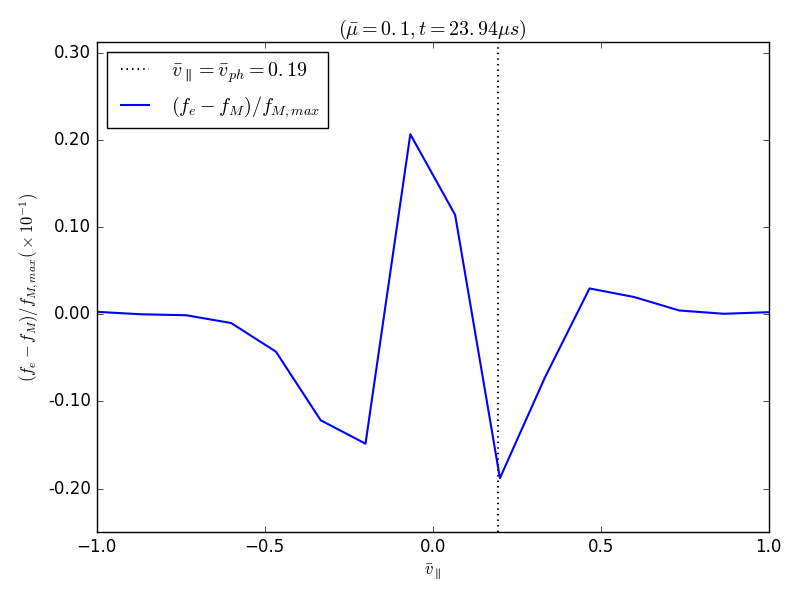 (μ̄ = 0.1, t = 23.94μs)
v̄∥ = v̄ph = 0.19
(fe − fM)/fM,max
(fe − fM)/fM,max(×10⁻¹)
0.30
0.20
0.10
0.00
-0.10
-0.20
−1.0 −0.5 0.0 0.5 1.0
v̄∥